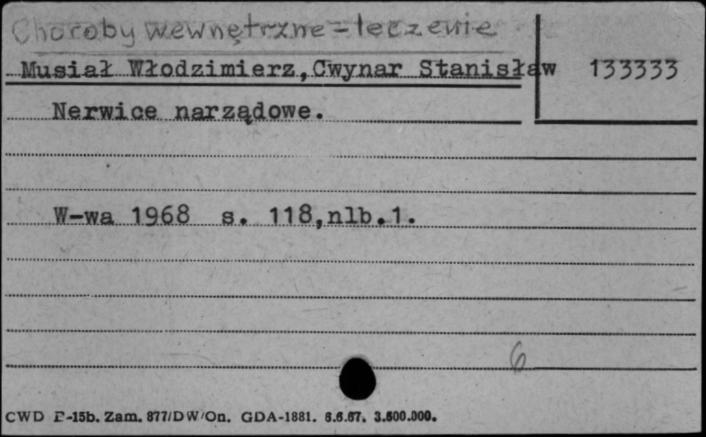 Choroby wewnętrzne - leczenie
Musiał Włodzimierz, Cwynar Stanisław 133333
Nerwice narządowe.
W-wa 1968 s. 118,nlb.1.
6
CWD P-15b. Zam. 877/DW/On. GDA-1881. 6.6.67. 3.500.000.